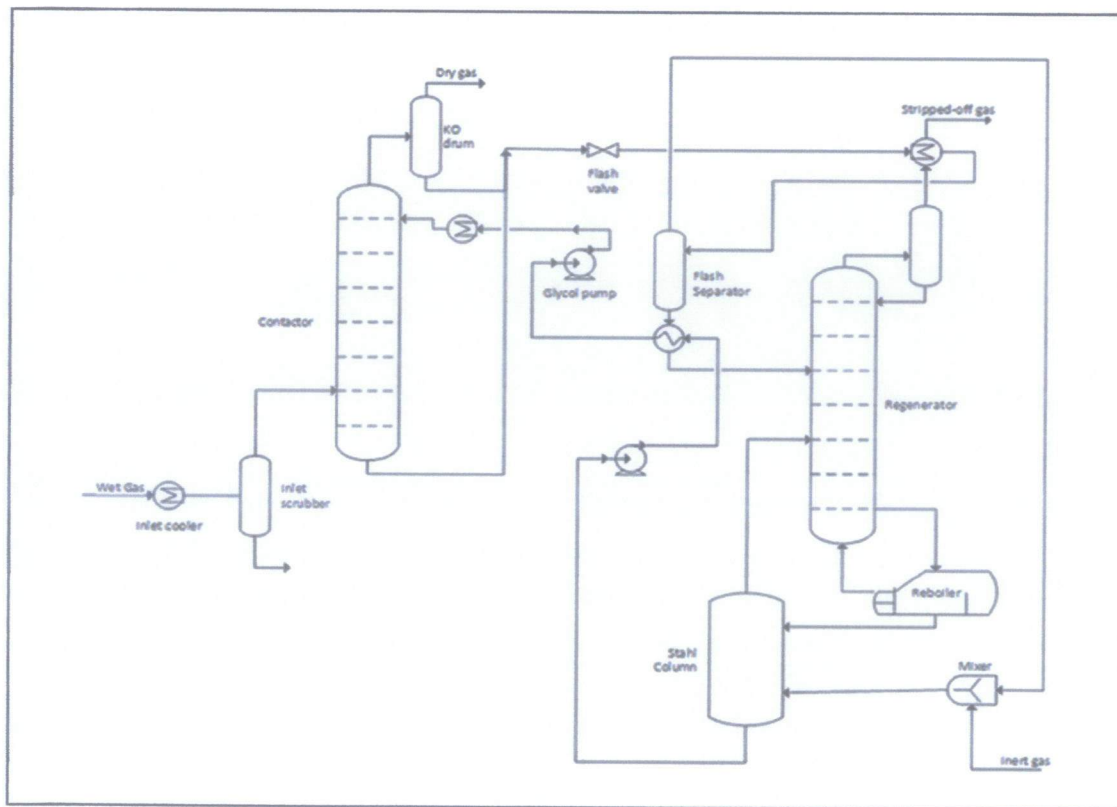 Dry gas
KO
drum
Stripped-off gas
Flash
valve
Glycol pump
Flash
Separator
Contactor
Regenerator
Wet Gas
Inlet cooler
Inlet
scrubber
Reboiler
Stahl
Column
Mixer
Inert gas